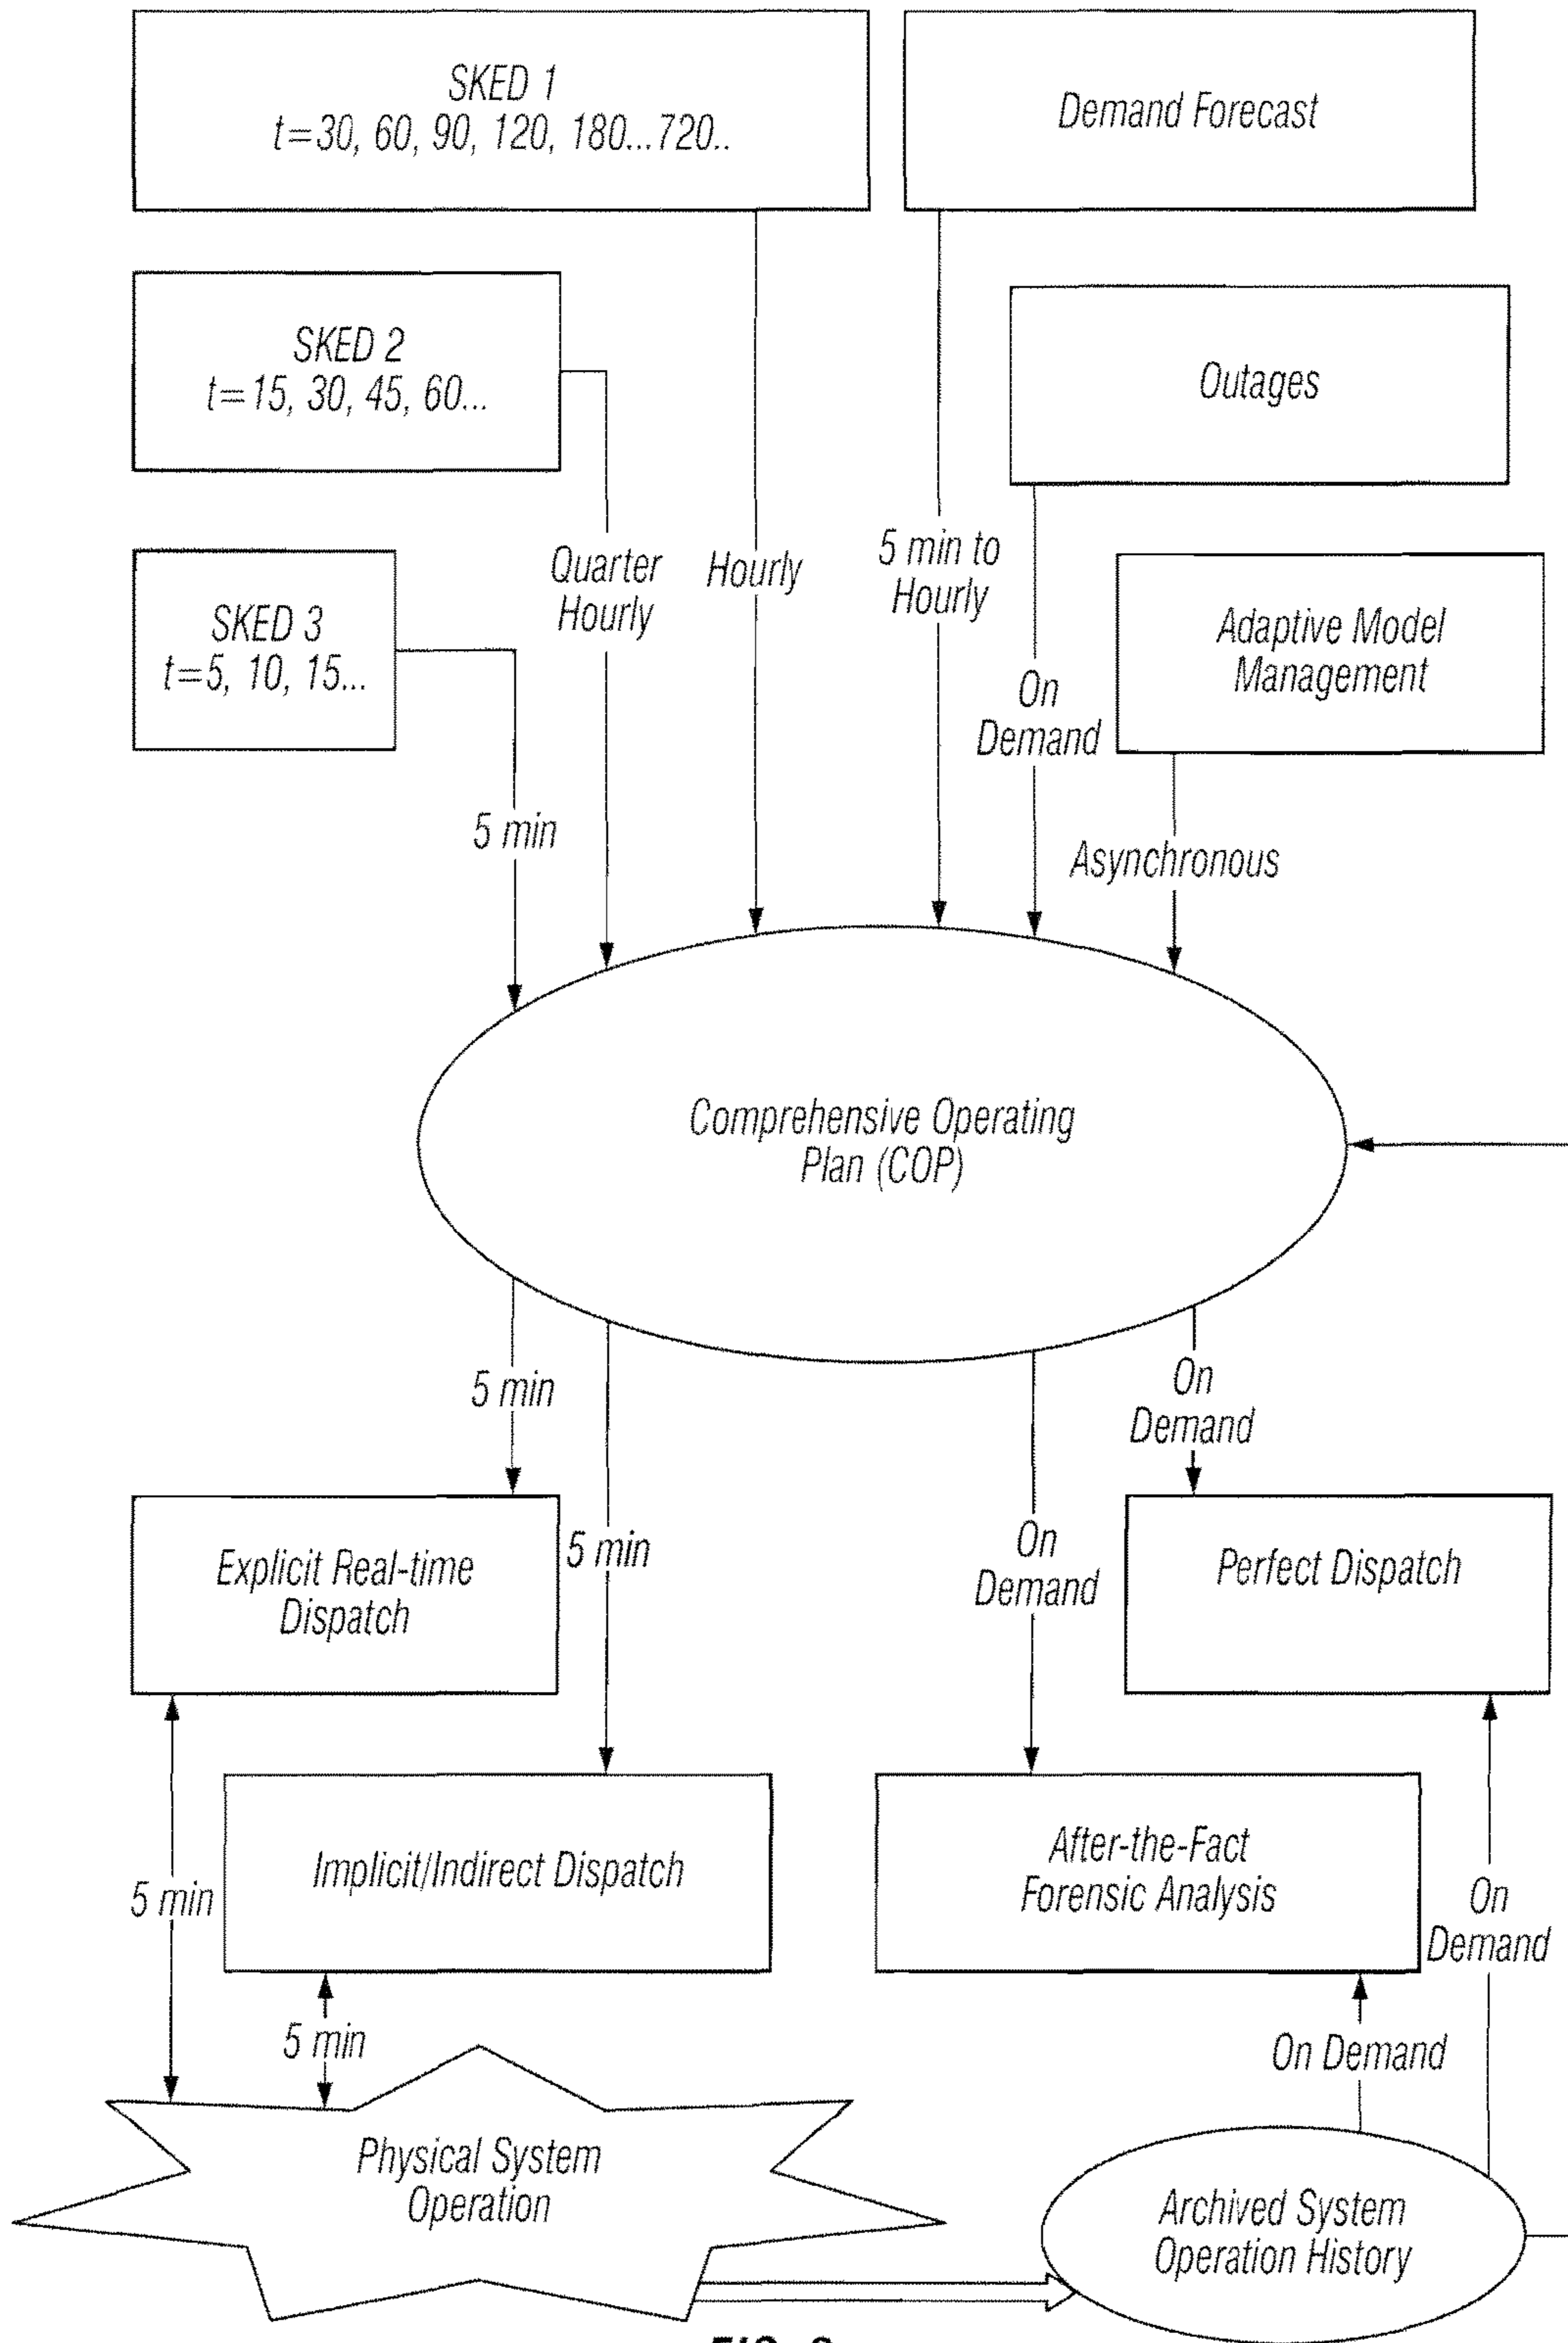 SKED 1
t=30, 60, 90, 120, 180...720..
Demand Forecast
SKED 2
t=15, 30, 45, 60...
Outages
SKED 3
t=5, 10, 15...
Quarter
Hourly
Hourly
5 min to
Hourly
Adaptive Model
Management
On
Demand
5 min
Asynchronous
Comprehensive Operating
Plan (COP)
5 min
On
Demand
Explicit Real-time
Dispatch
5 min
On
Demand
Perfect Dispatch
5 min
Implicit/Indirect Dispatch
After-the-Fact
Forensic Analysis
On
Demand
5 min
On Demand
Physical System
Operation
Archived System
Operation History